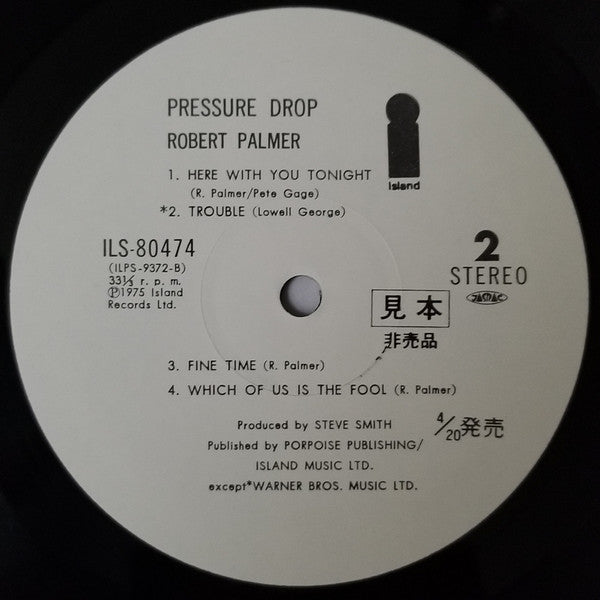 PRESSURE DROP
ROBERT PALMER
Island
1. HERE WITH YOU TONIGHT
(R. Palmer/Pete Gage)
*2. TROUBLE (Lowell George)
ILS-80474
(ILPS-9372-B)
33⅓ r. p. m.
Ⓟ1975 Island
Records Ltd.
2
STEREO
JASRAC
見本
非売品
3. FINE TIME (R. Palmer)
4. WHICH OF US IS THE FOOL (R. Palmer)
Produced by STEVE SMITH
Published by PORPOISE PUBLISHING/
ISLAND MUSIC LTD.
except*WARNER BROS. MUSIC LTD.
4/20発売